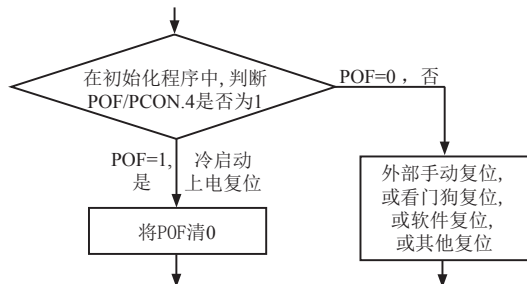 在初始化程序中, 判断
POF/PCON.4是否为1
POF=0 ，否
POF=1, 冷启动
是 上电复位
将POF清0
外部手动复位,
或看门狗复位,
或软件复位,
或其他复位